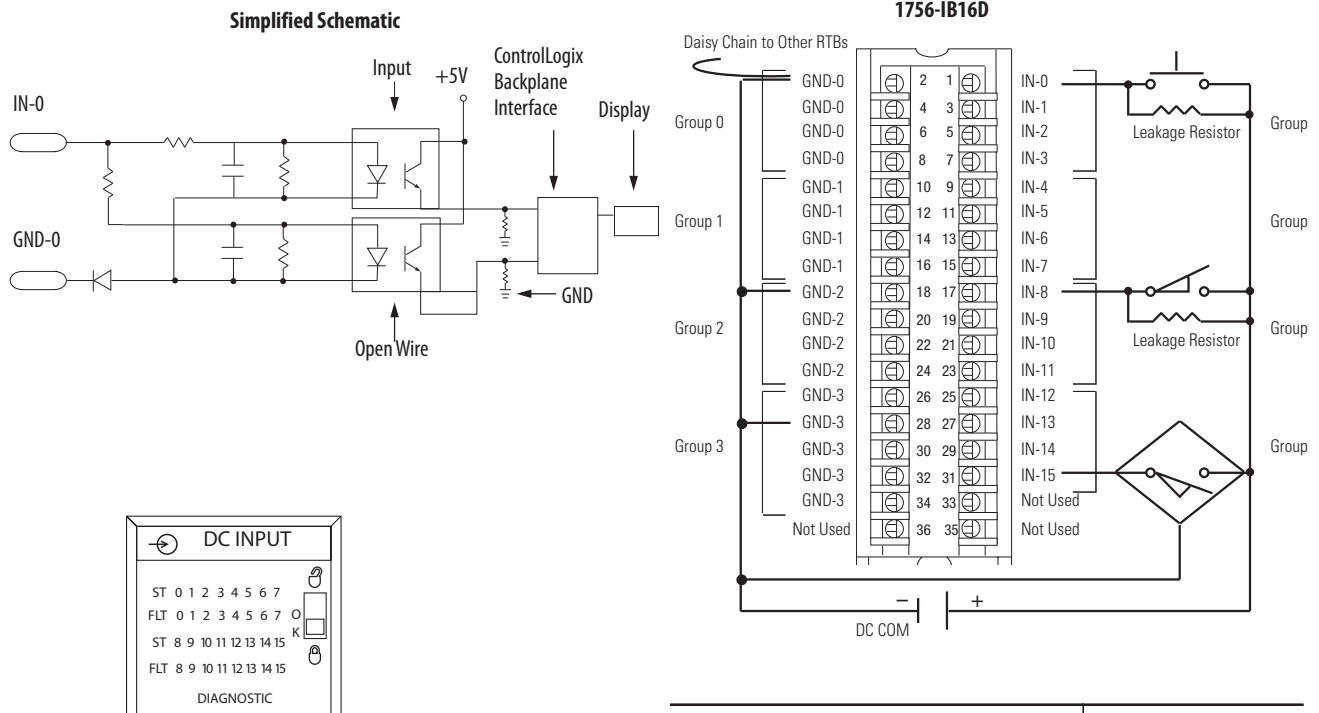 Simplified Schematic
Input
+5V
ControlLogix
Backplane
Interface
Display
IN-0
GND-0
GND
Open Wire
DC INPUT
ST 0 1 2 3 4 5 6 7
FLT 0 1 2 3 4 5 6 7
O
K
ST 8 9 10 11 12 13 14 15
FLT 8 9 10 11 12 13 14 15
DIAGNOSTIC
1756-IB16D
Daisy Chain to Other RTBs
GND-0 2 1 IN-0
GND-0 4 3 IN-1
GND-0 6 5 IN-2
GND-0 8 7 IN-3
GND-1 10 9 IN-4
GND-1 12 11 IN-5
GND-1 14 13 IN-6
GND-1 16 15 IN-7
GND-2 18 17 IN-8
GND-2 20 19 IN-9
GND-2 22 21 IN-10
GND-2 24 23 IN-11
GND-3 26 25 IN-12
GND-3 28 27 IN-13
GND-3 30 29 IN-14
GND-3 32 31 IN-15
GND-3 34 33 Not Used
Not Used 36 35 Not Used
Group 0
Group 1
Group 2
Group 3
Leakage Resistor
Leakage Resistor
Group
Group
Group
Group
– +
DC COM